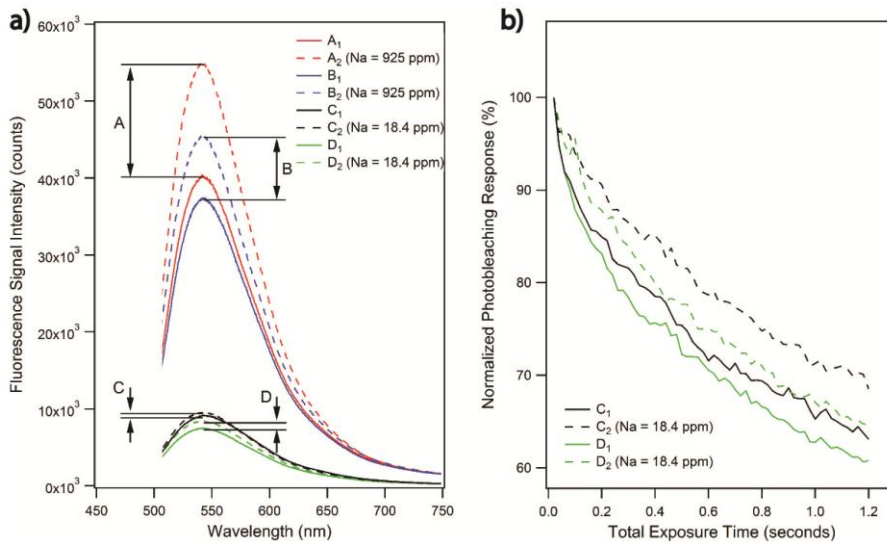 a)
Fluorescence Signal Intensity (counts)
60x10³
50x10³
40x10³
30x10³
20x10³
10x10³
0x10³
A
B
C
D
A₁
A₂ (Na = 925 ppm)
B₁
B₂ (Na = 925 ppm)
C₁
C₂ (Na = 18.4 ppm)
D₁
D₂ (Na = 18.4 ppm)
450 500 550 600 650 700 750
Wavelength (nm)
b)
Normalized Photobleaching Response (%)
100
90
80
70
60
C₁
C₂ (Na = 18.4 ppm)
D₁
D₂ (Na = 18.4 ppm)
0.0 0.2 0.4 0.6 0.8 1.0 1.2
Total Exposure Time (seconds)